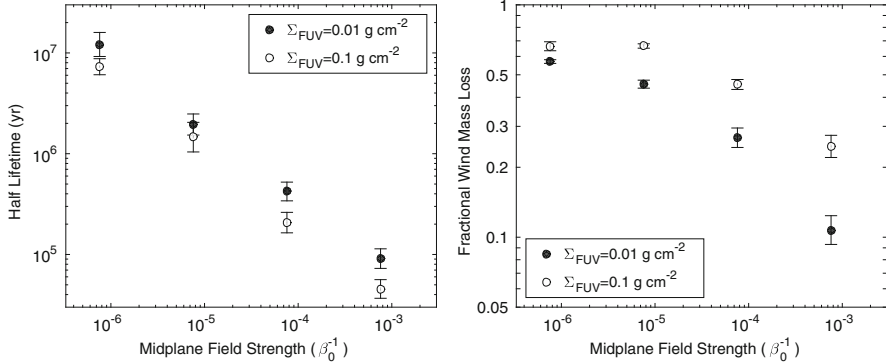 10^7
10^6
10^5
Half Lifetime (yr)
Σ_FUV=0.01 g cm^-2
Σ_FUV=0.1 g cm^-2
10^-6
10^-5
10^-4
10^-3
Midplane Field Strength ( β_0^-1 )
1
0.5
0.3
0.1
0.05
Fractional Wind Mass Loss
Σ_FUV=0.01 g cm^-2
Σ_FUV=0.1 g cm^-2
10^-6
10^-5
10^-4
10^-3
Midplane Field Strength ( β_0^-1 )